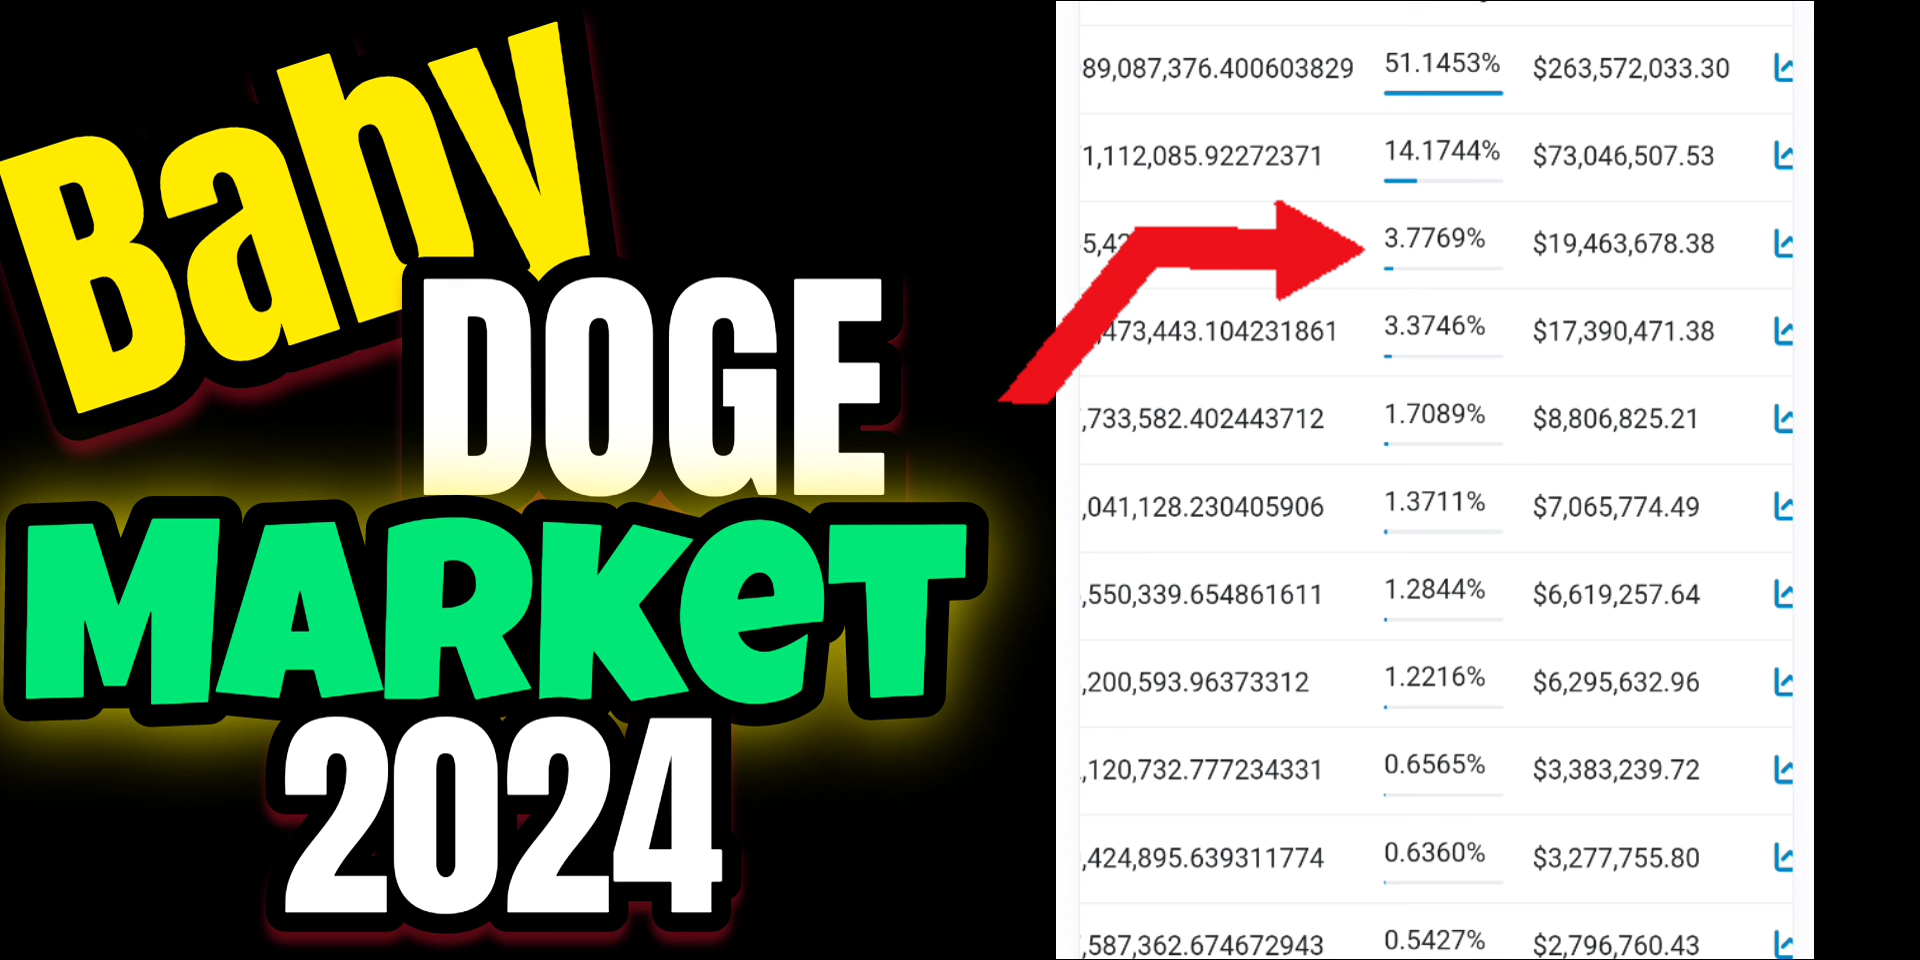 Baby
DOGE
MARKeT
2024
89,087,376.400603829 51.1453% $263,572,033.30
1,112,085.92272371 14.1744% $73,046,507.53
3.7769% $19,463,678.38
,473,443.104231861 3.3746% $17,390,471.38
,733,582.402443712 1.7089% $8,806,825.21
,041,128.230405906 1.3711% $7,065,774.49
,550,339.654861611 1.2844% $6,619,257.64
,200,593.96373312 1.2216% $6,295,632.96
,120,732.777234331 0.6565% $3,383,239.72
,424,895.639311774 0.6360% $3,277,755.80
,587,362.674672943 0.5427% $2,796,760.43